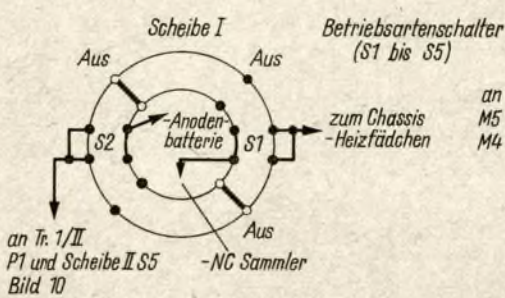 Scheibe I
Betriebsartenschalter
(S1 bis S5)
Aus
Aus
an
M5
M4
-Anoden-
batterie
S2
S1
zum Chassis
-Heizfädchen
Aus
an Tr. 1/II
P1 und Scheibe II S5
-NC Sammler
Bild 10